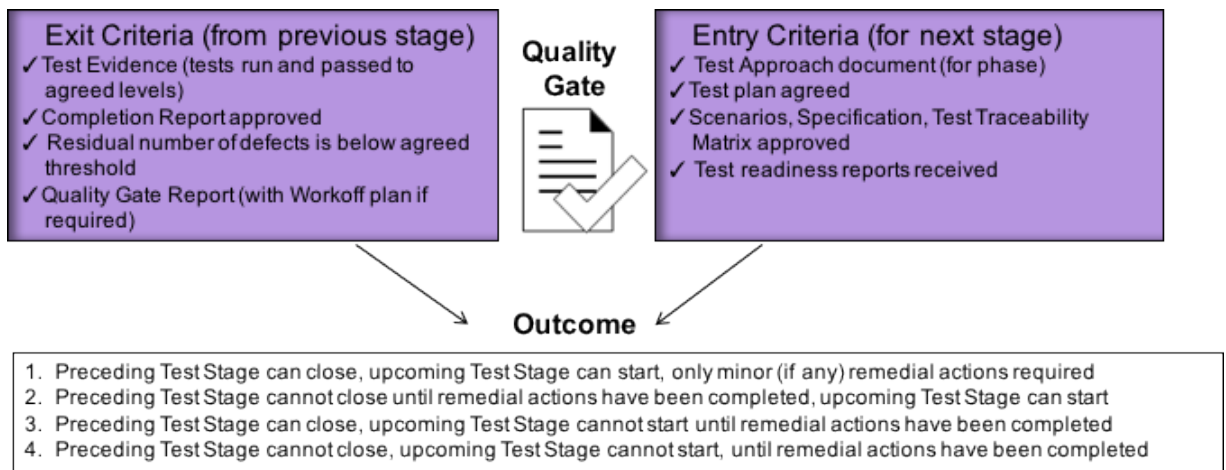 Exit Criteria (from previous stage)
✓ Test Evidence (tests run and passed to
agreed levels)
✓ Completion Report approved
✓ Residual number of defects is below agreed
threshold
✓ Quality Gate Report (with Workoff plan if
required)
Quality
Gate
Entry Criteria (for next stage)
✓ Test Approach document (for phase)
✓ Test plan agreed
✓ Scenarios, Specification, Test Traceability
Matrix approved
✓ Test readiness reports received
Outcome
1. Preceding Test Stage can close, upcoming Test Stage can start, only minor (if any) remedial actions required
2. Preceding Test Stage cannot close until remedial actions have been completed, upcoming Test Stage can start
3. Preceding Test Stage can close, upcoming Test Stage cannot start until remedial actions have been completed
4. Preceding Test Stage cannot close, upcoming Test Stage cannot start, until remedial actions have been completed